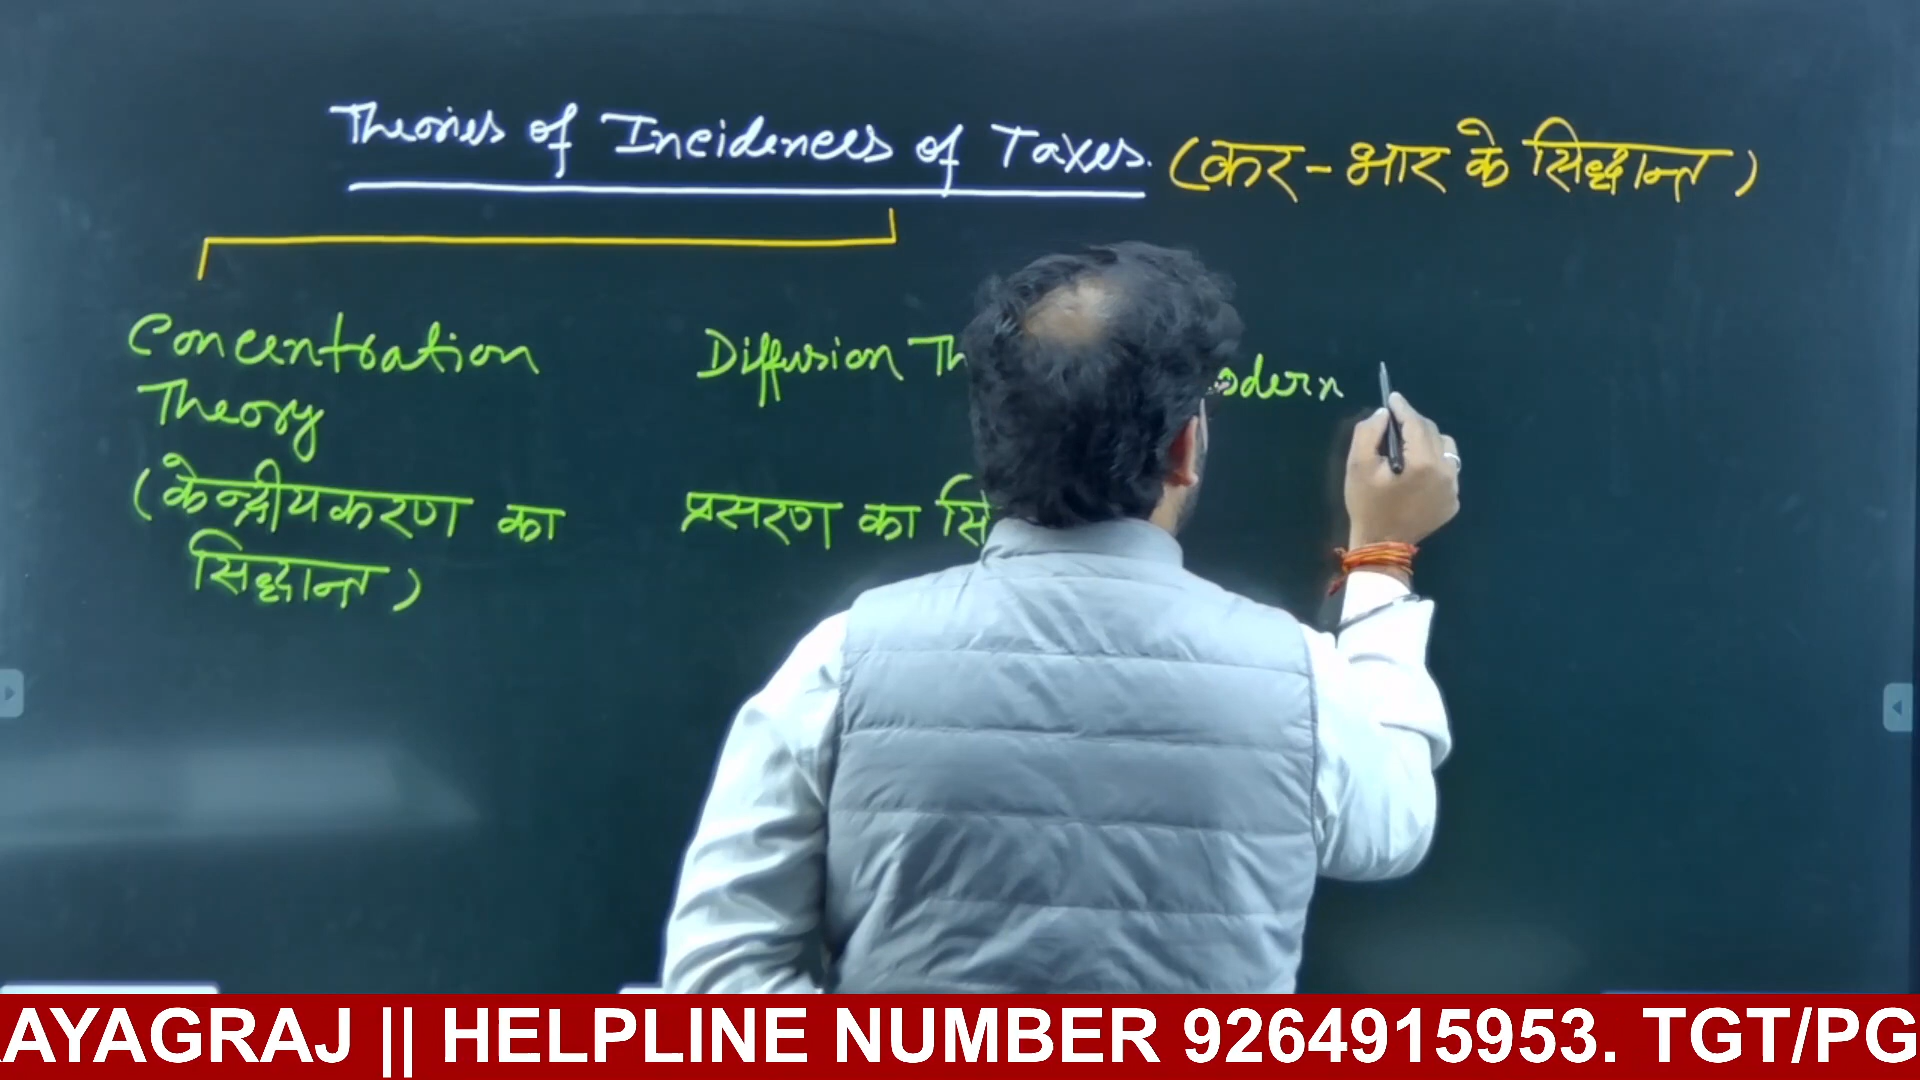 Theories of Incidences of Taxes. (कर-भार के सिद्धान्त)
Concentration
Theory
(केन्द्रीयकरण का
सिद्धान्त)
Diffusion
प्रसरण का
AYAGRAJ || HELPLINE NUMBER 9264915953. TGT/PG